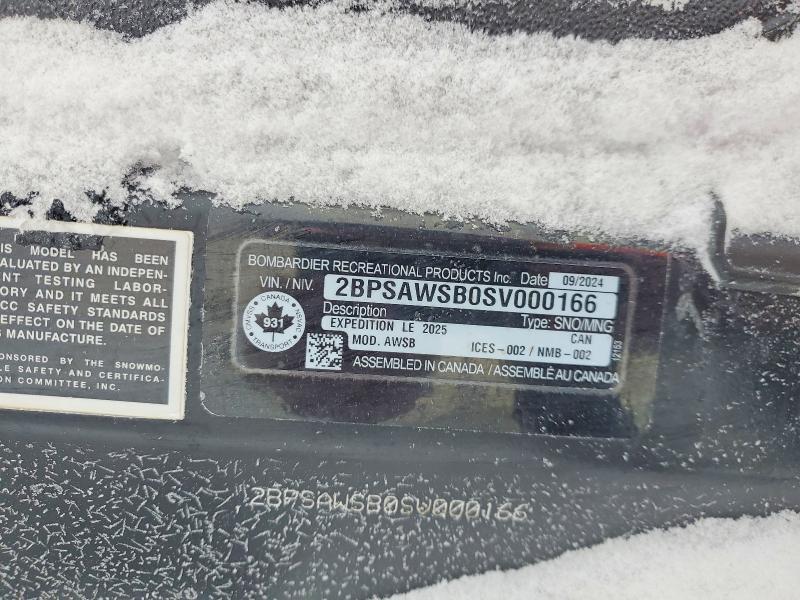 IS MODEL HAS BEEN
ALUATED BY AN INDEPEN-
NT TESTING LABOR-
ORY AND IT MEETS ALL
CC SAFETY STANDARDS
EFFECT ON THE DATE OF
S MANUFACTURE.
ONSORED BY THE SNOWMO-
LE SAFETY AND CERTIFICA-
ON COMMITTEE, INC.
BOMBARDIER RECREATIONAL PRODUCTS Inc. Date 09/2024
VIN. / NIV. 2BPSAWSB0SV000166
Description Type: SNO/MNG
EXPEDITION LE 2025 CAN
MOD. AWSB ICES-002 / NMB-002
ASSEMBLED IN CANADA / ASSEMBLÉ AU CANADA
CANADA
931
TRANSPORT
2BPSAWSB0SV000166